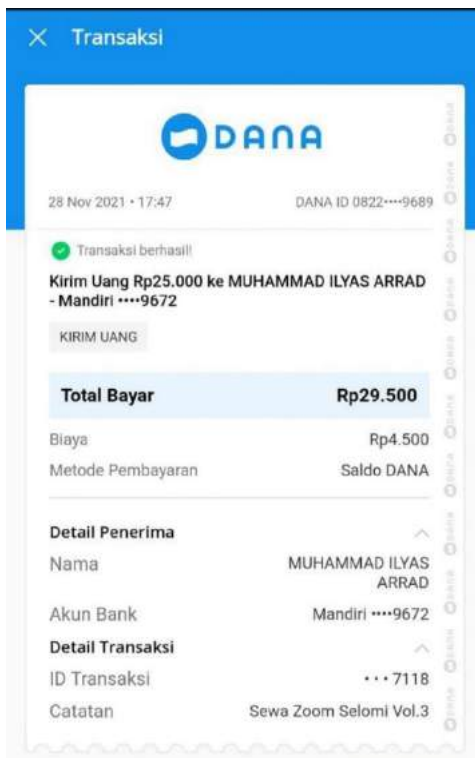 Transaksi
DANA
28 Nov 2021 • 17:47 DANA ID 0822••••9689
Transaksi berhasil!
Kirim Uang Rp25.000 ke MUHAMMAD ILYAS ARRAD
- Mandiri ••••9672
KIRIM UANG
Total Bayar Rp29.500
Biaya Rp4.500
Metode Pembayaran Saldo DANA
Detail Penerima
Nama MUHAMMAD ILYAS
ARRAD
Akun Bank Mandiri ••••9672
Detail Transaksi
ID Transaksi • • • 7118
Catatan Sewa Zoom Selomi Vol.3